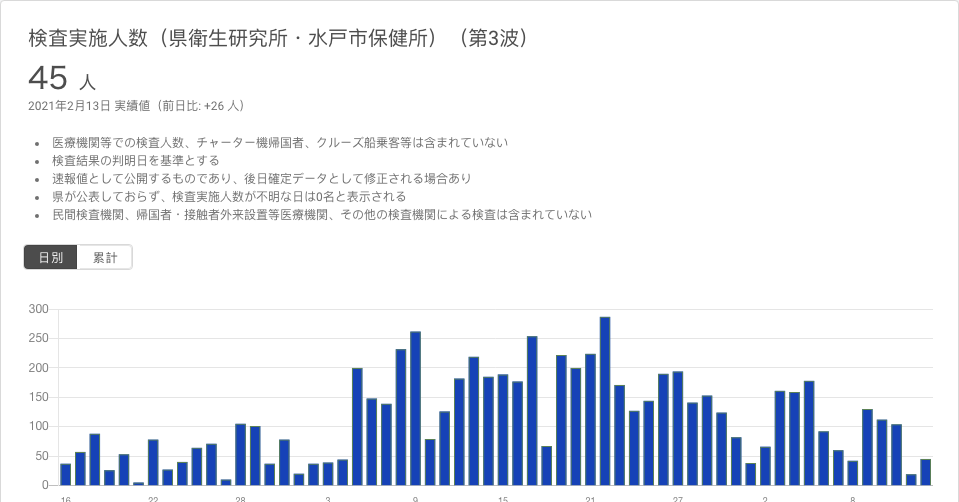 検査実施人数（県衛生研究所・水戸市保健所）（第3波）
45 人
2021年2月13日 実績値（前日比: +26 人）
医療機関等での検査人数、チャーター機帰国者、クルーズ船乗客等は含まれていない
検査結果の判明日を基準とする
速報値として公開するものであり、後日確定データとして修正される場合あり
県が公表しておらず、検査実施人数が不明な日は0名と表示される
民間検査機関、帰国者・接触者外来設置等医療機関、その他の検査機関による検査は含まれていない
日別 累計
300
250
200
150
100
50
0
16 22 28 3 9 15 21 27 2 8